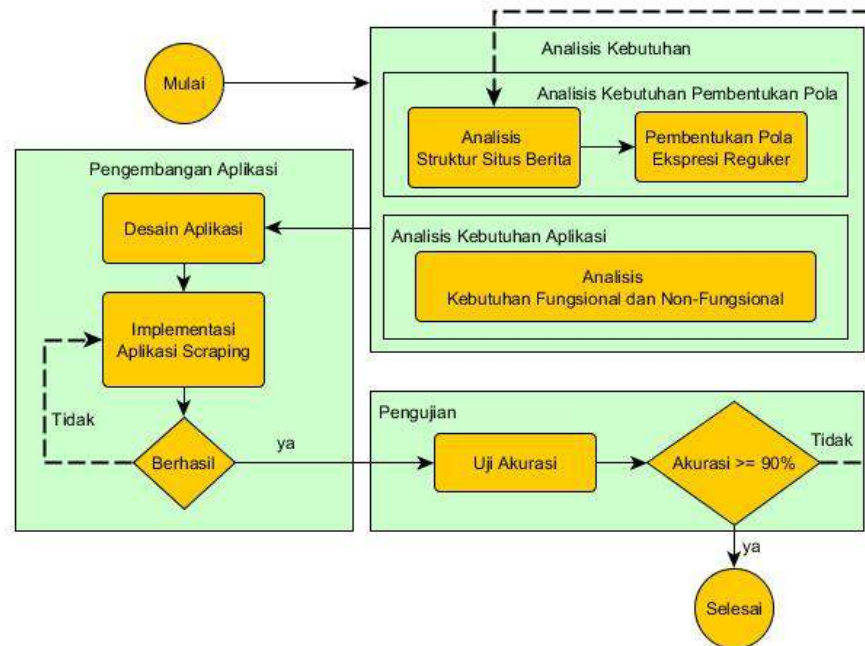 Mulai
Analisis Kebutuhan
Analisis Kebutuhan Pembentukan Pola
Analisis
Struktur Situs Berita
Pembentukan Pola
Ekspresi Reguker
Analisis Kebutuhan Aplikasi
Analisis
Kebutuhan Fungsional dan Non-Fungsional
Pengembangan Aplikasi
Desain Aplikasi
Implementasi
Aplikasi Scraping
Tidak
Berhasil
ya
Pengujian
Uji Akurasi
Akurasi >= 90%
Tidak
ya
Selesai